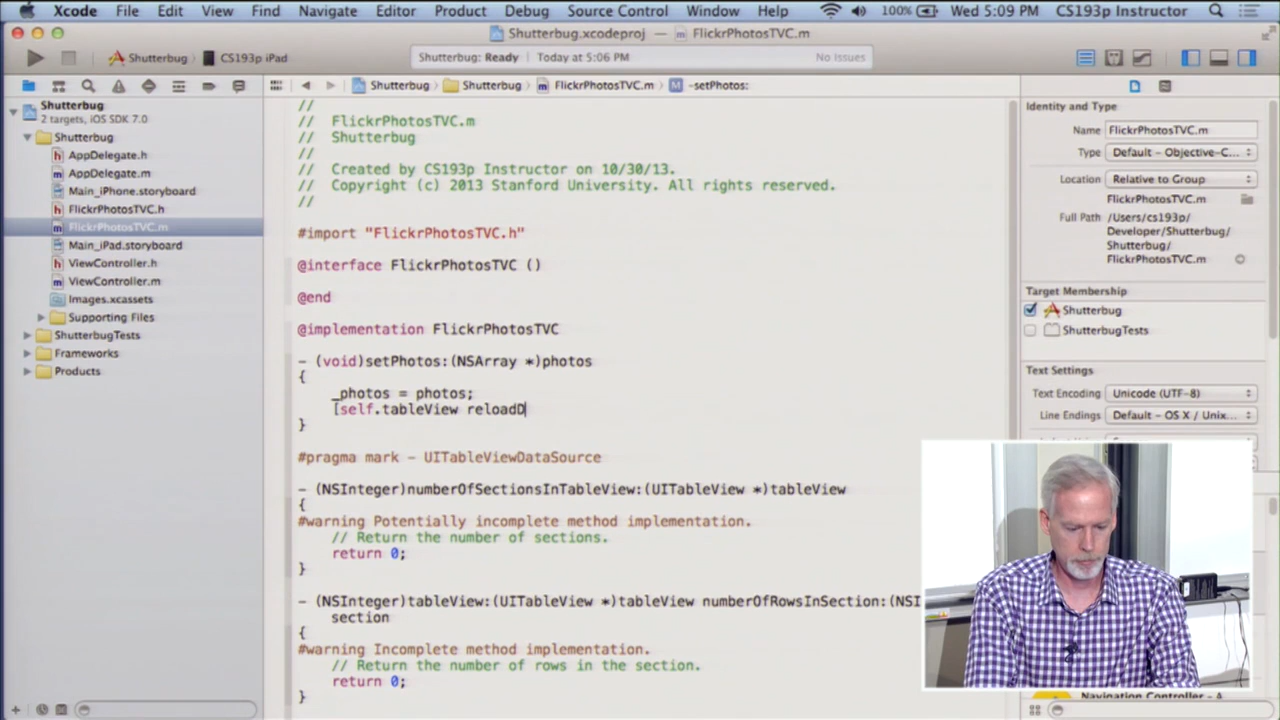 Xcode File Edit View Find Navigate Editor Product Debug Source Control Window Help 100% Wed 5:09 PM CS193p Instructor
Shutterbug.xcodeproj — FlickrPhotosTVC.m
Shutterbug CS193p iPad
Shutterbug: Ready Today at 5:06 PM No Issues
Shutterbug Shutterbug FlickrPhotosTVC.m M -setPhotos:
Shutterbug
2 targets, iOS SDK 7.0
Shutterbug
h AppDelegate.h
m AppDelegate.m
Main_iPhone.storyboard
h FlickrPhotosTVC.h
m FlickrPhotosTVC.m
Main_iPad.storyboard
h ViewController.h
m ViewController.m
Images.xcassets
Supporting Files
ShutterbugTests
Frameworks
Products
//
// FlickrPhotosTVC.m
// Shutterbug
//
// Created by CS193p Instructor on 10/30/13.
// Copyright (c) 2013 Stanford University. All rights reserved.
//
#import "FlickrPhotosTVC.h"
@interface FlickrPhotosTVC ()
@end
@implementation FlickrPhotosTVC
- (void)setPhotos:(NSArray *)photos
{
_photos = photos;
[self.tableView reloadD
}
#pragma mark - UITableViewDataSource
- (NSInteger)numberOfSectionsInTableView:(UITableView *)tableView
{
#warning Potentially incomplete method implementation.
// Return the number of sections.
return 0;
}
- (NSInteger)tableView:(UITableView *)tableView numberOfRowsInSection:(NSI
section
{
#warning Incomplete method implementation.
// Return the number of rows in the section.
return 0;
}
Identity and Type
Name FlickrPhotosTVC.m
Type Default - Objective-C...
Location Relative to Group
FlickrPhotosTVC.m
Full Path /Users/cs193p/
Developer/Shutterbug/
Shutterbug/
FlickrPhotosTVC.m
Target Membership
Shutterbug
ShutterbugTests
Text Settings
Text Encoding Unicode (UTF-8)
Line Endings Default - OS X / Unix...
Navigation Controller - A